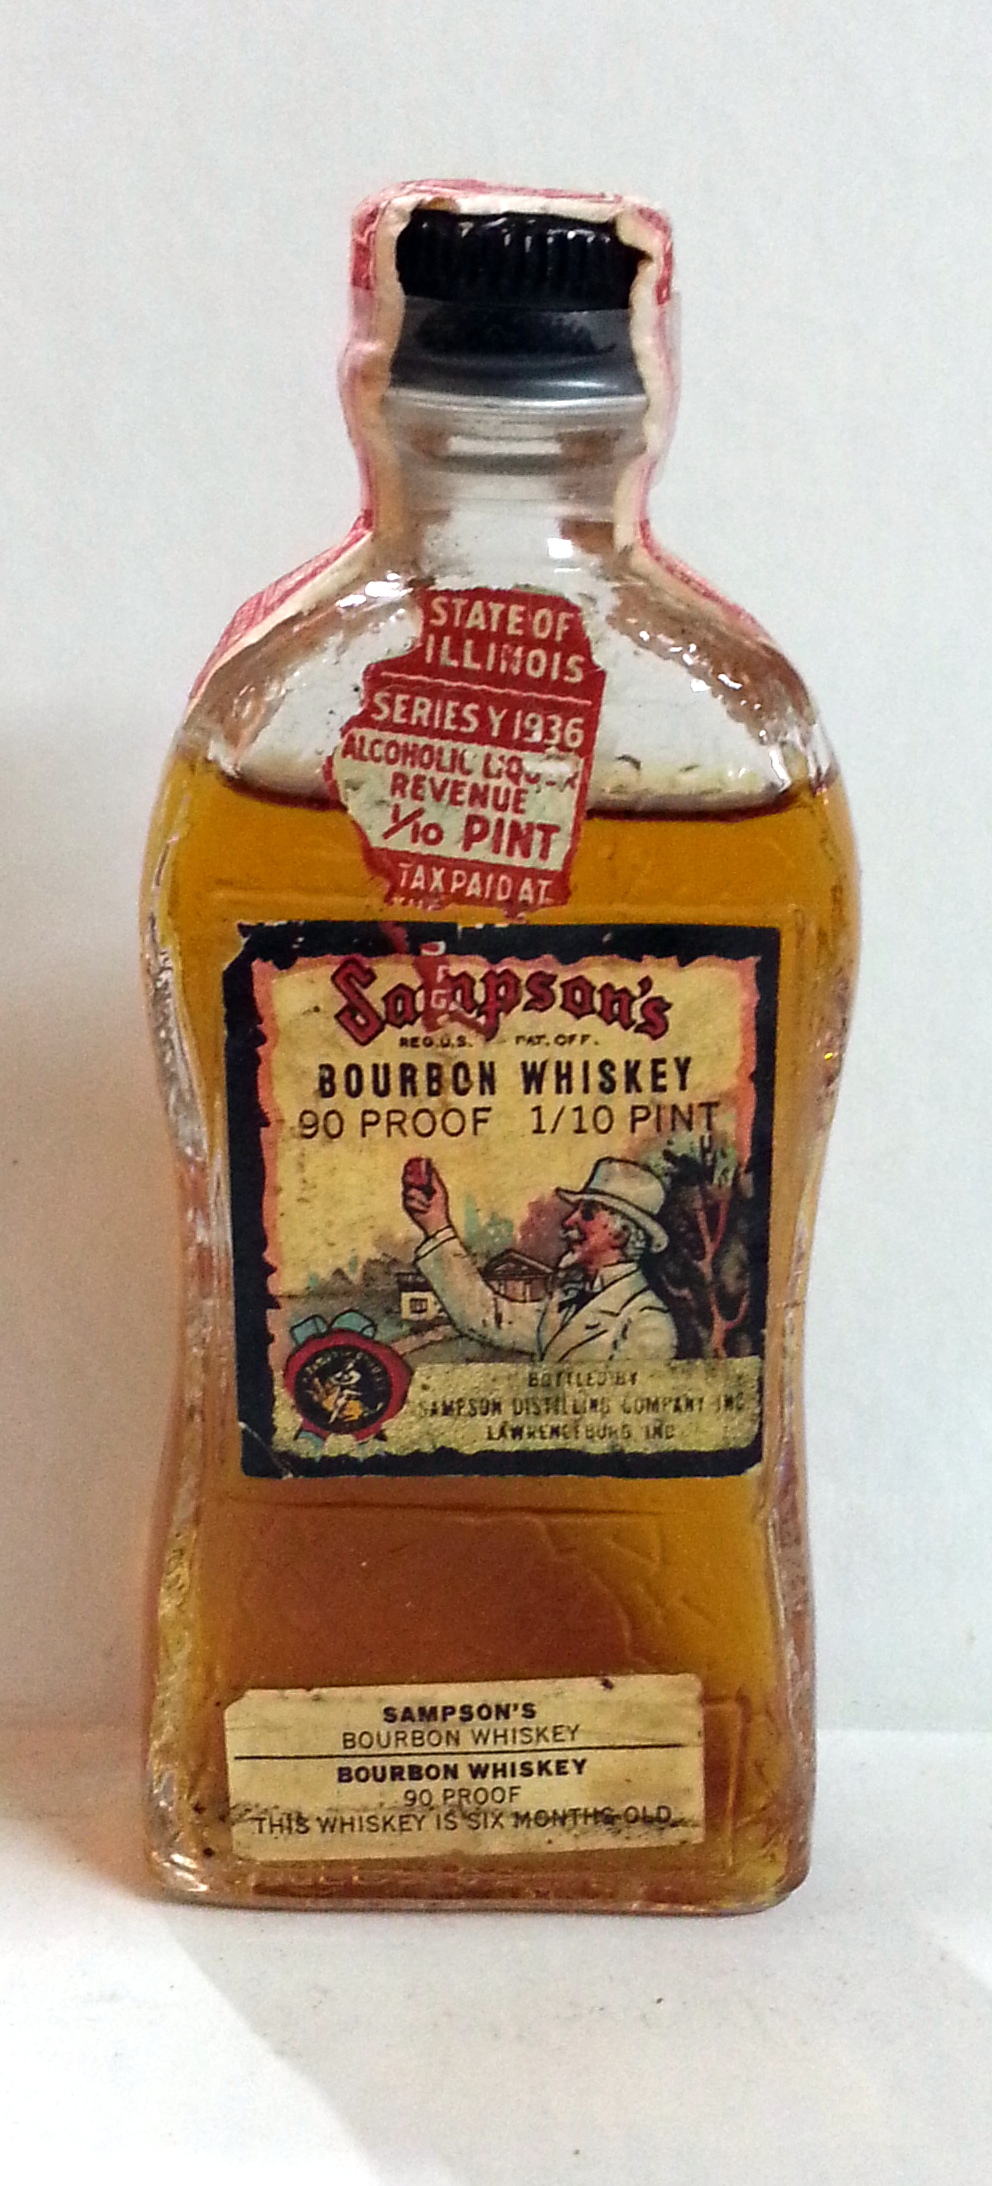 STATE OF
ILLINOIS
SERIES Y 1936
ALCOHOLIC LIQUOR
REVENUE
1/10 PINT
TAX PAID AT
Sampson's
REG. U.S. PAT. OFF.
BOURBON WHISKEY
90 PROOF 1/10 PINT
BOTTLED BY
SAMPSON DISTILLING COMPANY INC
LAWRENCEBURG IND
SAMPSON'S
BOURBON WHISKEY
BOURBON WHISKEY
90 PROOF
THIS WHISKEY IS SIX MONTHS OLD